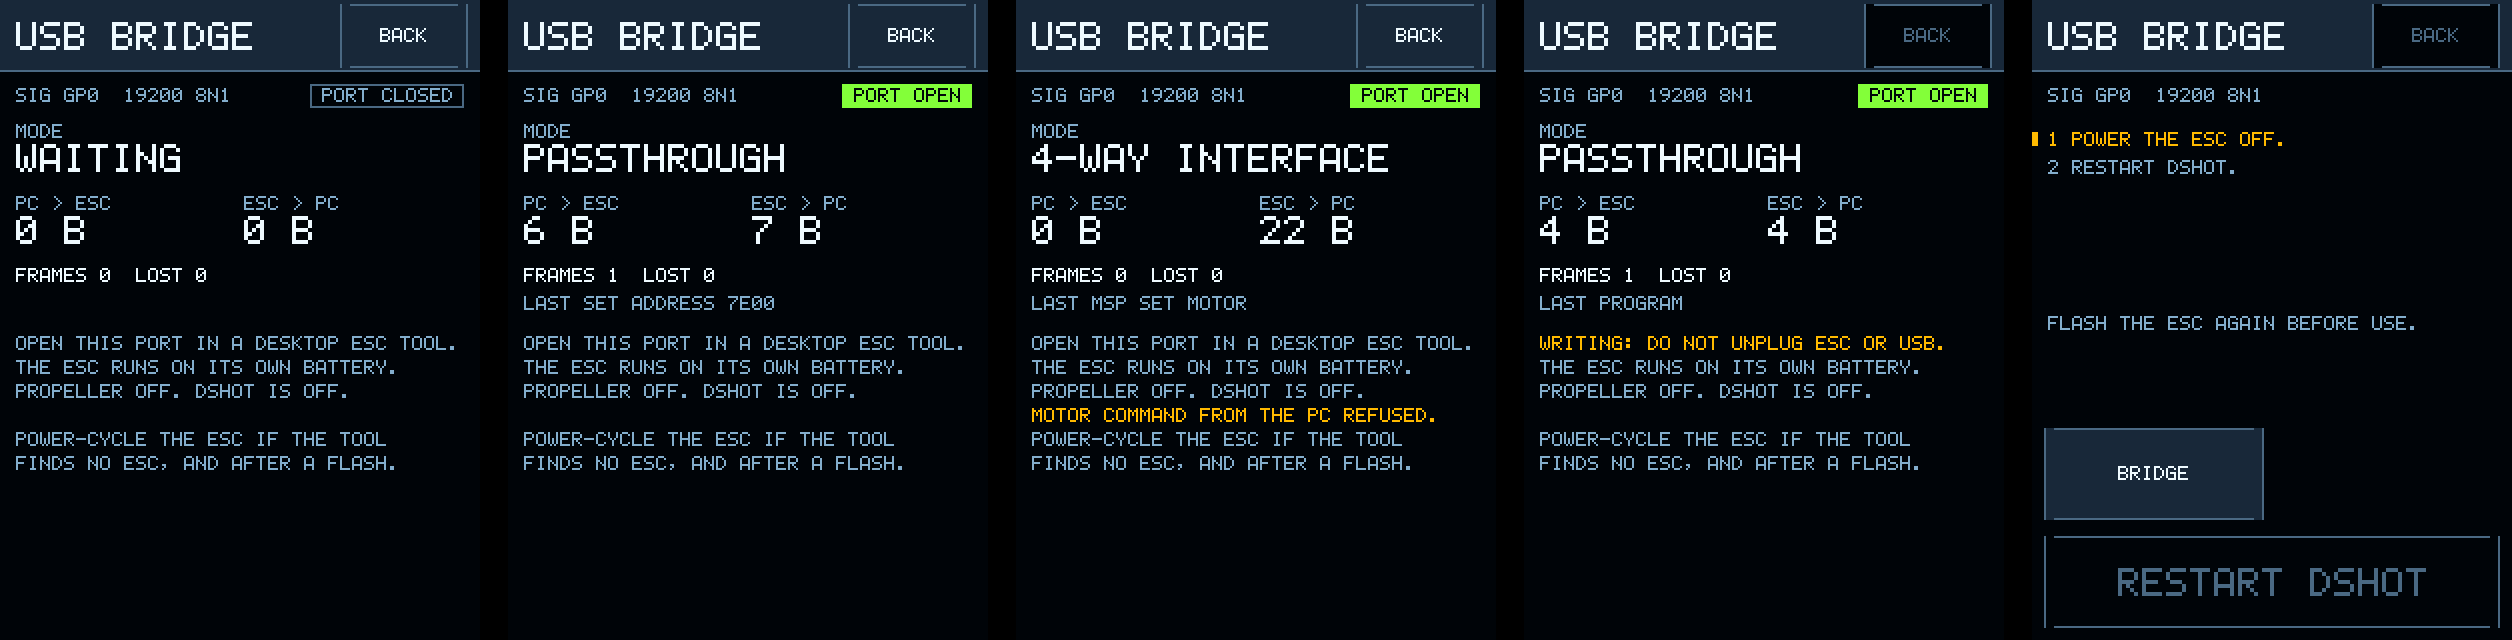 USB BRIDGE
BACK
SIG GP0 19200 8N1
PORT CLOSED
MODE
WAITING
PC > ESC ESC > PC
0 B 0 B
FRAMES 0 LOST 0
OPEN THIS PORT IN A DESKTOP ESC TOOL.
THE ESC RUNS ON ITS OWN BATTERY.
PROPELLER OFF. DSHOT IS OFF.
POWER-CYCLE THE ESC IF THE TOOL
FINDS NO ESC, AND AFTER A FLASH.
USB BRIDGE
BACK
SIG GP0 19200 8N1
PORT OPEN
MODE
PASSTHROUGH
PC > ESC ESC > PC
6 B 7 B
FRAMES 1 LOST 0
LAST SET ADDRESS 7E00
OPEN THIS PORT IN A DESKTOP ESC TOOL.
THE ESC RUNS ON ITS OWN BATTERY.
PROPELLER OFF. DSHOT IS OFF.
POWER-CYCLE THE ESC IF THE TOOL
FINDS NO ESC, AND AFTER A FLASH.
USB BRIDGE
BACK
SIG GP0 19200 8N1
PORT OPEN
MODE
4-WAY INTERFACE
PC > ESC ESC > PC
0 B 22 B
FRAMES 0 LOST 0
LAST MSP SET MOTOR
OPEN THIS PORT IN A DESKTOP ESC TOOL.
THE ESC RUNS ON ITS OWN BATTERY.
PROPELLER OFF. DSHOT IS OFF.
MOTOR COMMAND FROM THE PC REFUSED.
POWER-CYCLE THE ESC IF THE TOOL
FINDS NO ESC, AND AFTER A FLASH.
USB BRIDGE
BACK
SIG GP0 19200 8N1
PORT OPEN
MODE
PASSTHROUGH
PC > ESC ESC > PC
4 B 4 B
FRAMES 1 LOST 0
LAST PROGRAM
WRITING: DO NOT UNPLUG ESC OR USB.
THE ESC RUNS ON ITS OWN BATTERY.
PROPELLER OFF. DSHOT IS OFF.
POWER-CYCLE THE ESC IF THE TOOL
FINDS NO ESC, AND AFTER A FLASH.
USB BRIDGE
BACK
SIG GP0 19200 8N1
1 POWER THE ESC OFF.
2 RESTART DSHOT.
FLASH THE ESC AGAIN BEFORE USE.
BRIDGE
RESTART DSHOT